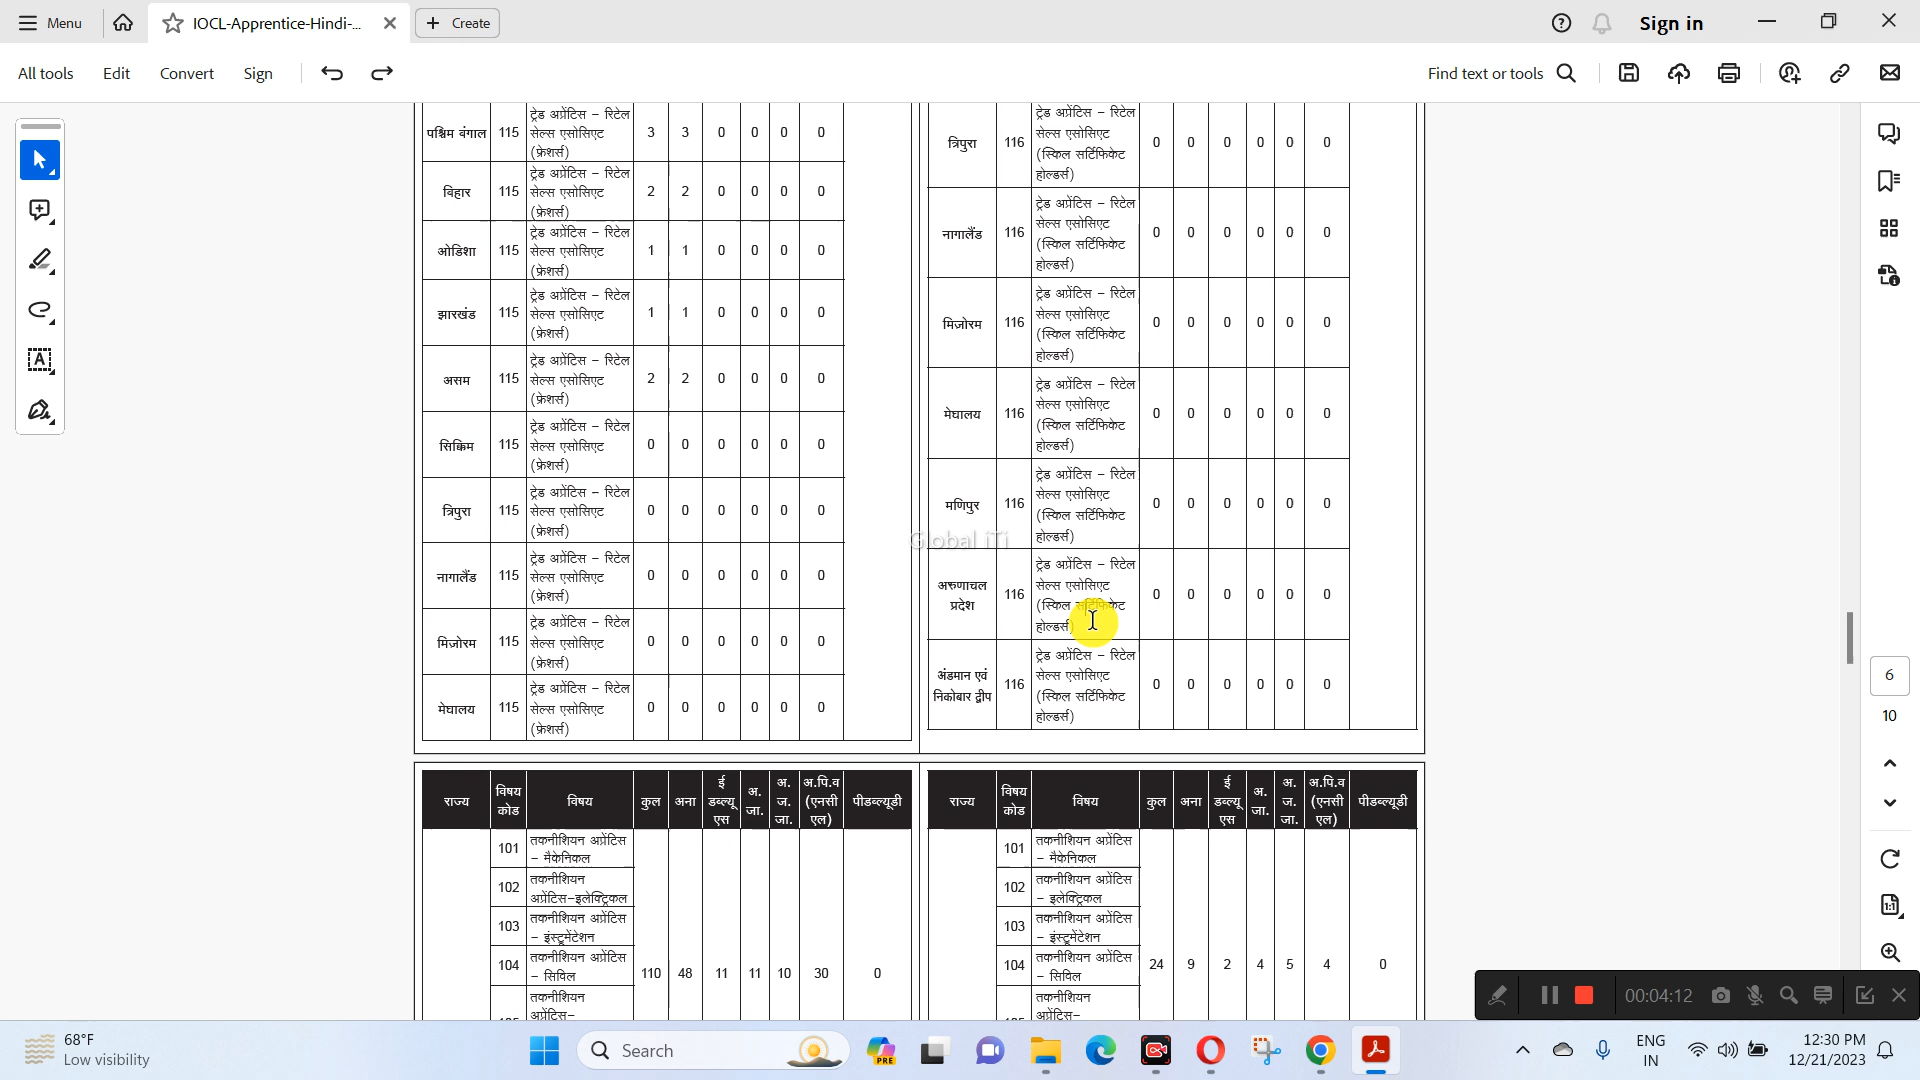 Menu
IOCL-Apprentice-Hindi-...
Create
Sign in
All tools
Edit
Convert
Sign
Find text or tools
पश्चिम बंगाल 115 ट्रेड अप्रेंटिस – रिटेल सेल्स एसोसिएट (फ्रेशर्स) 3 3 0 0 0 0
बिहार 115 ट्रेड अप्रेंटिस – रिटेल सेल्स एसोसिएट (फ्रेशर्स) 2 2 0 0 0 0
ओडिशा 115 ट्रेड अप्रेंटिस – रिटेल सेल्स एसोसिएट (फ्रेशर्स) 1 1 0 0 0 0
झारखंड 115 ट्रेड अप्रेंटिस – रिटेल सेल्स एसोसिएट (फ्रेशर्स) 1 1 0 0 0 0
असम 115 ट्रेड अप्रेंटिस – रिटेल सेल्स एसोसिएट (फ्रेशर्स) 2 2 0 0 0 0
सिक्किम 115 ट्रेड अप्रेंटिस – रिटेल सेल्स एसोसिएट (फ्रेशर्स) 0 0 0 0 0 0
त्रिपुरा 115 ट्रेड अप्रेंटिस – रिटेल सेल्स एसोसिएट (फ्रेशर्स) 0 0 0 0 0 0
नागालैंड 115 ट्रेड अप्रेंटिस – रिटेल सेल्स एसोसिएट (फ्रेशर्स) 0 0 0 0 0 0
मिज़ोरम 115 ट्रेड अप्रेंटिस – रिटेल सेल्स एसोसिएट (फ्रेशर्स) 0 0 0 0 0 0
मेघालय 115 ट्रेड अप्रेंटिस – रिटेल सेल्स एसोसिएट (फ्रेशर्स) 0 0 0 0 0 0
त्रिपुरा 116 ट्रेड अप्रेंटिस – रिटेल सेल्स एसोसिएट (स्किल सर्टिफिकेट होल्डर्स) 0 0 0 0 0 0
नागालैंड 116 ट्रेड अप्रेंटिस – रिटेल सेल्स एसोसिएट (स्किल सर्टिफिकेट होल्डर्स) 0 0 0 0 0 0
मिज़ोरम 116 ट्रेड अप्रेंटिस – रिटेल सेल्स एसोसिएट (स्किल सर्टिफिकेट होल्डर्स) 0 0 0 0 0 0
मेघालय 116 ट्रेड अप्रेंटिस – रिटेल सेल्स एसोसिएट (स्किल सर्टिफिकेट होल्डर्स) 0 0 0 0 0 0
मणिपुर 116 ट्रेड अप्रेंटिस – रिटेल सेल्स एसोसिएट (स्किल सर्टिफिकेट होल्डर्स) 0 0 0 0 0 0
अरुणाचल प्रदेश 116 ट्रेड अप्रेंटिस – रिटेल सेल्स एसोसिएट (स्किल सर्टिफिकेट होल्डर्स) 0 0 0 0 0 0
अंडमान एवं निकोबार द्वीप 116 ट्रेड अप्रेंटिस – रिटेल सेल्स एसोसिएट (स्किल सर्टिफिकेट होल्डर्स) 0 0 0 0 0 0
Global iTi
राज्य विषय कोड विषय कुल अना ई डब्ल्यू एस अ. जा. अ. ज. जा. अ.पि.व (एनसी एल) पीडब्ल्यूडी
101 तकनीशियन अप्रेंटिस – मैकेनिकल
102 तकनीशियन अप्रेंटिस–इलेक्ट्रिकल
103 तकनीशियन अप्रेंटिस – इंस्ट्रूमेंटेशन
104 तकनीशियन अप्रेंटिस – सिविल
110 48 11 11 10 30 0
तकनीशियन अप्रेंटिस–
राज्य विषय कोड विषय कुल अना ई डब्ल्यू एस अ. जा. अ. ज. जा. अ.पि.व (एनसी एल) पीडब्ल्यूडी
101 तकनीशियन अप्रेंटिस – मैकेनिकल
102 तकनीशियन अप्रेंटिस – इलेक्ट्रिकल
103 तकनीशियन अप्रेंटिस – इंस्ट्रूमेंटेशन
104 तकनीशियन अप्रेंटिस – सिविल
24 9 2 4 5 4 0
तकनीशियन अप्रेंटिस–
6
10
00:04:12
68°F
Low visibility
Search
PRE
ENG
IN
12:30 PM
12/21/2023